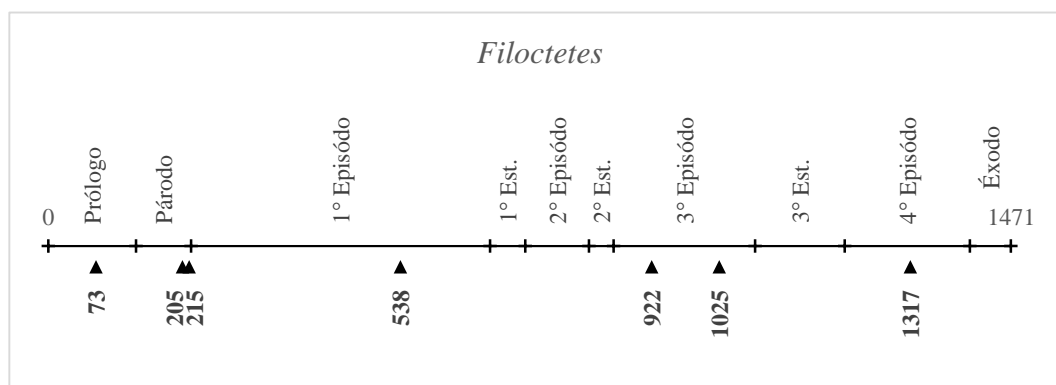 Filoctetes
0
Prólogo
Párodo
1° Episódo
1° Est.
2° Episódo
2° Est.
3° Episódo
3° Est.
4° Episódo
Éxodo
1471
73
205
215
538
922
1025
1317